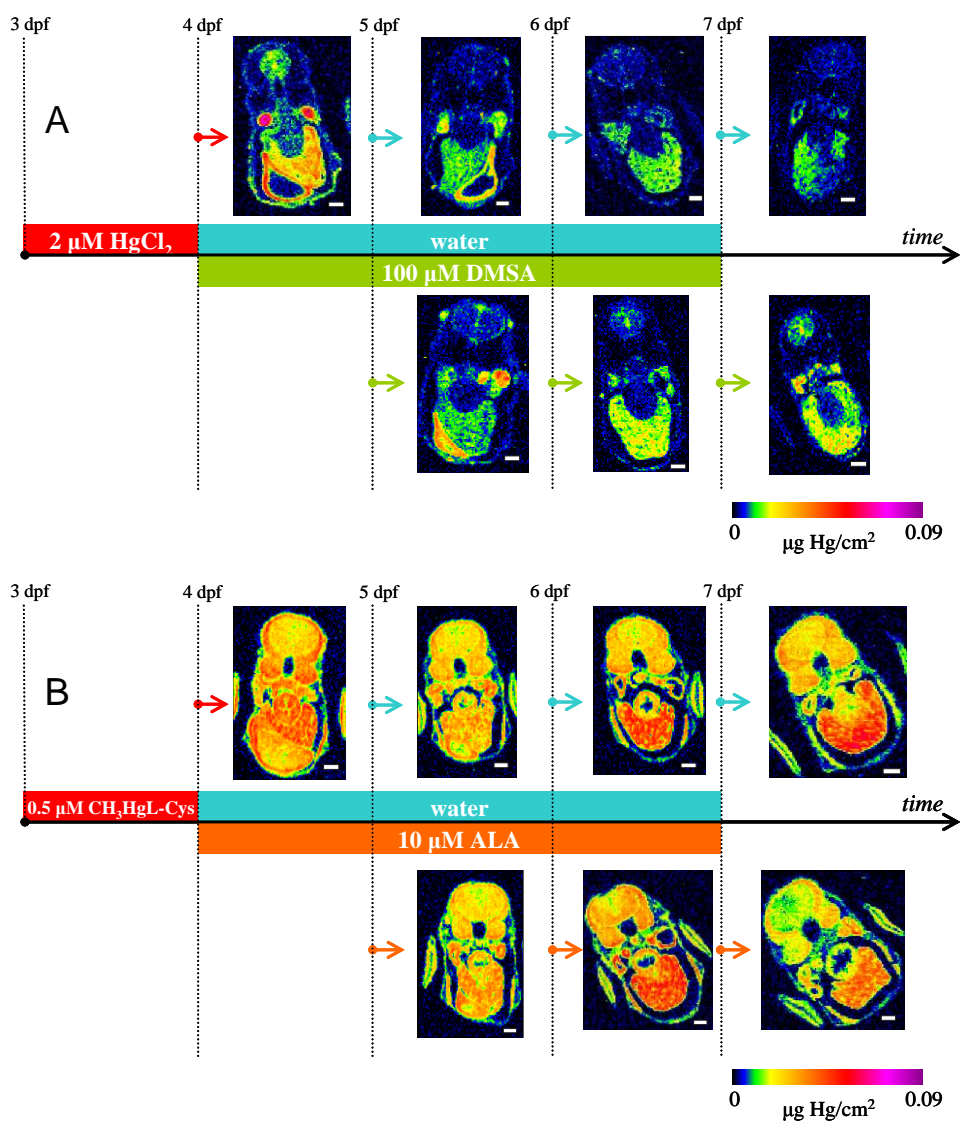 3 dpf 4 dpf 5 dpf 6 dpf 7 dpf
A
2 μM HgCl₂ water time
100 μM DMSA
0 0.09
μg Hg/cm²
3 dpf 4 dpf 5 dpf 6 dpf 7 dpf
B
0.5 μM CH₃HgL-Cys water time
10 μM ALA
0 0.09
μg Hg/cm²